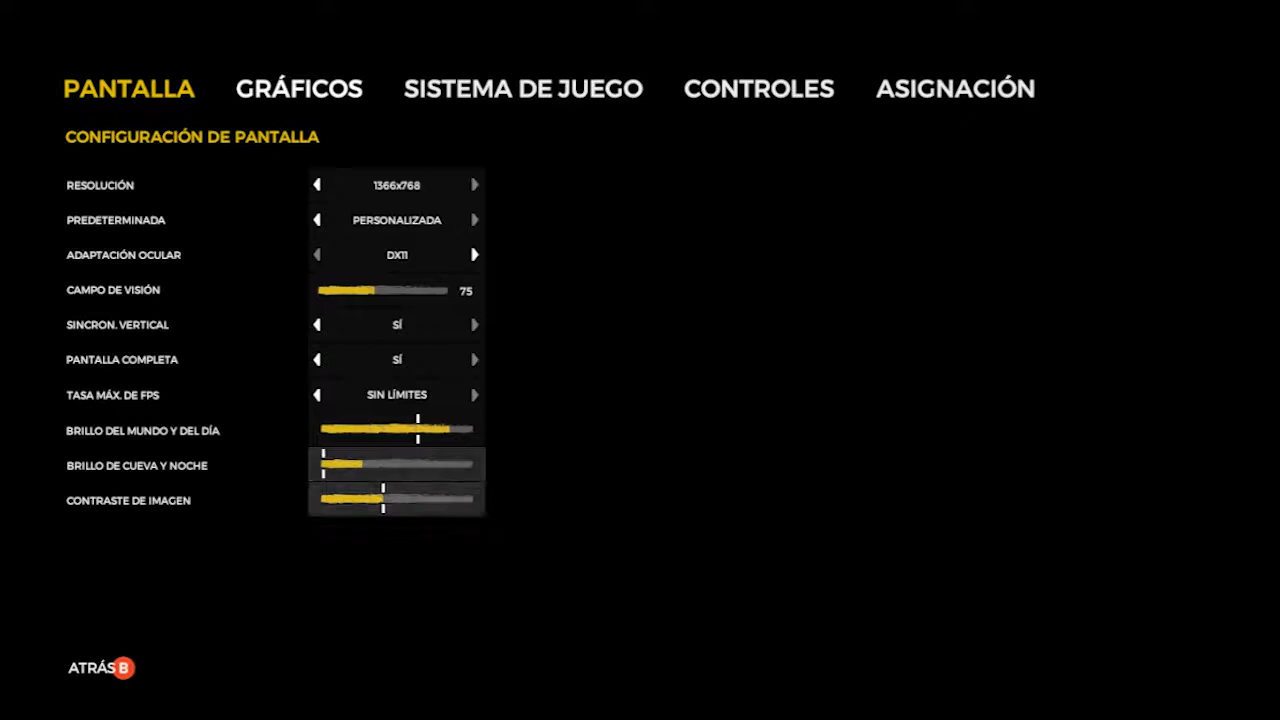 PANTALLA GRÁFICOS SISTEMA DE JUEGO CONTROLES ASIGNACIÓN
CONFIGURACIÓN DE PANTALLA
RESOLUCIÓN 1366x768
PREDETERMINADA PERSONALIZADA
ADAPTACIÓN OCULAR DX11
CAMPO DE VISIÓN 75
SINCRON. VERTICAL SÍ
PANTALLA COMPLETA SÍ
TASA MÁX. DE FPS SIN LÍMITES
BRILLO DEL MUNDO Y DEL DÍA
BRILLO DE CUEVA Y NOCHE
CONTRASTE DE IMAGEN
ATRÁS B